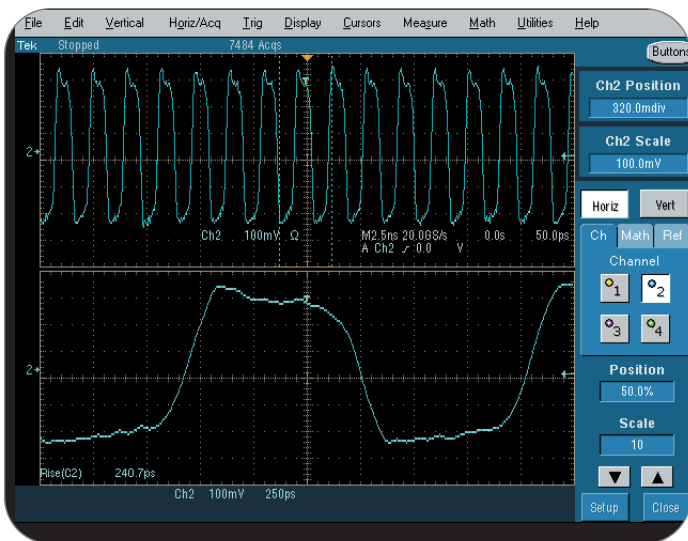 File Edit Vertical Horiz/Acq Trig Display Cursors Measure Math Utilities Help
Tek Stopped 7484 Acqs
Buttons
Ch2 Position
320.0mdiv
Ch2 Scale
100.0mV
Horiz Vert
Ch Math Ref
Channel
1 2
3 4
Position
50.0%
Scale
10
Setup Close
2
Ch2 100mV Ω M2.5ns 20.0GS/s 0.0s 50.0ps
A Ch2 :0.0 V
2
Rise(C2) 240.7ps
Ch2 100mV 250ps